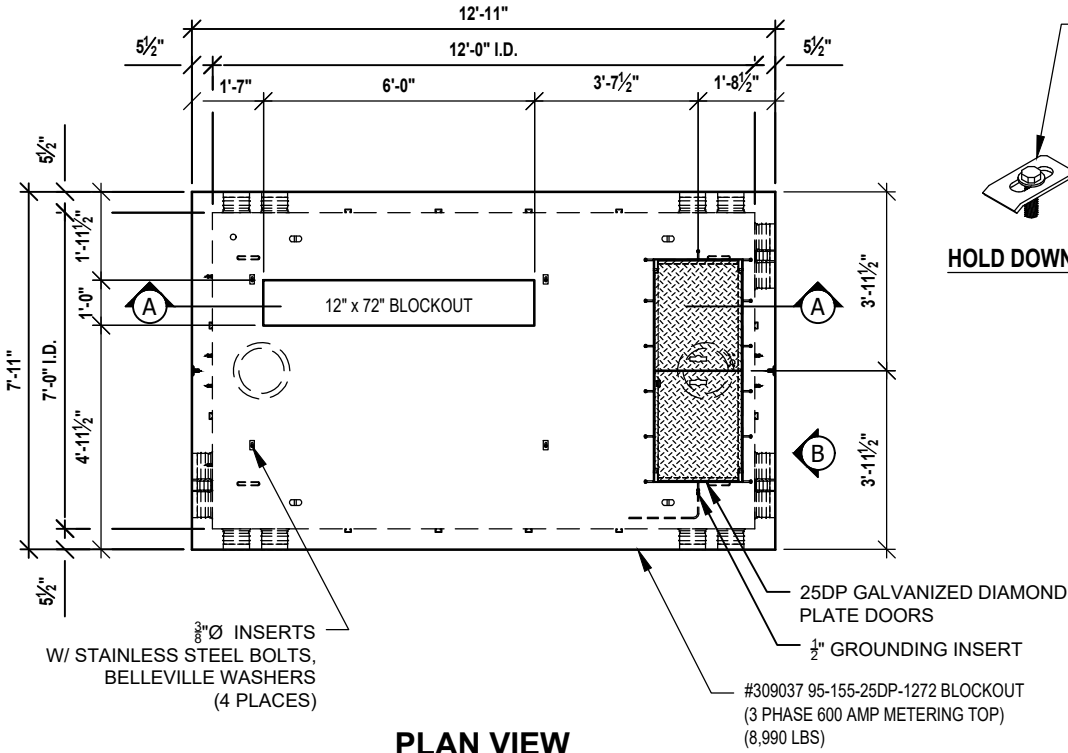 12'-11"
5½"
12'-0" I.D.
5½"
1'-7"
6'-0"
3'-7½"
1'-8½"
5½"
1'-11½"
1'-0"
4'-11½"
7'-0" I.D.
7'-11"
5½"
A
12" x 72" BLOCKOUT
A
B
3'-11½"
3'-11½"
HOLD DOWN
25DP GALVANIZED DIAMOND
PLATE DOORS
½" GROUNDING INSERT
#309037 95-155-25DP-1272 BLOCKOUT
(3 PHASE 600 AMP METERING TOP)
(8,990 LBS)
⅜"Ø INSERTS
W/ STAINLESS STEEL BOLTS,
BELLEVILLE WASHERS
(4 PLACES)
PLAN VIEW